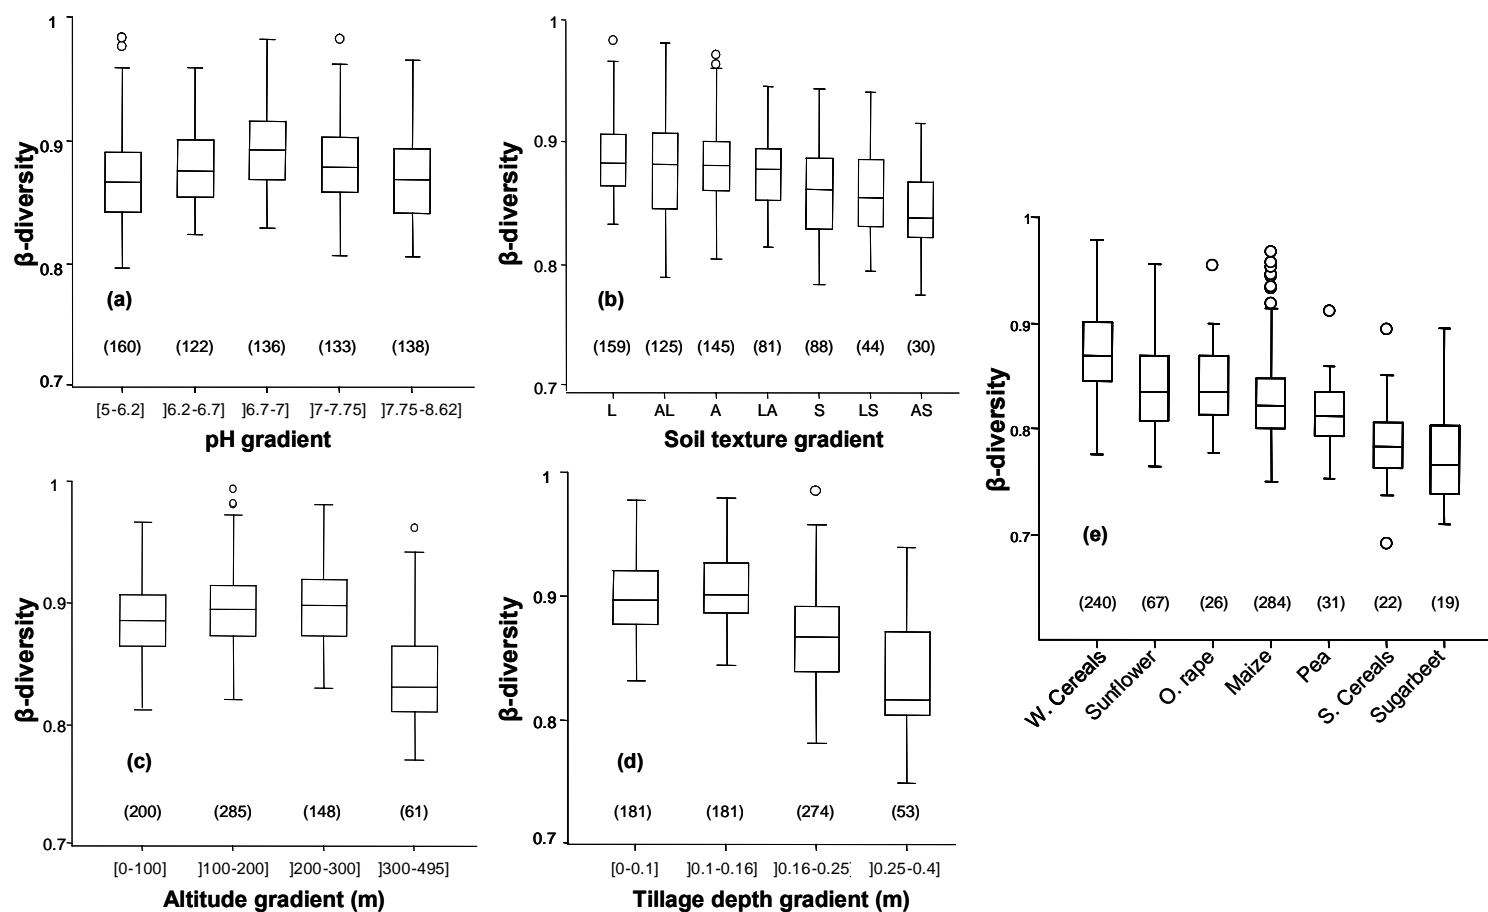 1
0.9
0.8
0.7
β-diversity
(a)
(160) (122) (136) (133) (138)
[5-6.2] ]6.2-6.7] ]6.7-7] ]7-7.75] ]7.75-8.62]
pH gradient
1
0.9
0.8
0.7
β-diversity
(b)
(159) (125) (145) (81) (88) (44) (30)
L AL A LA S LS AS
Soil texture gradient
1
0.9
0.8
0.7
β-diversity
(c)
(200) (285) (148) (61)
[0-100] ]100-200] ]200-300] ]300-495]
Altitude gradient (m)
1
0.9
0.8
0.7
β-diversity
(d)
(181) (181) (274) (53)
[0-0.1] ]0.1-0.16] ]0.16-0.25 ]0.25-0.4]
Tillage depth gradient (m)
1
0.9
0.8
0.7
β-diversity
(e)
(240) (67) (26) (284) (31) (22) (19)
W. Cereals
Sunflower
O. rape
Maize
Pea
S. Cereals
Sugarbeet